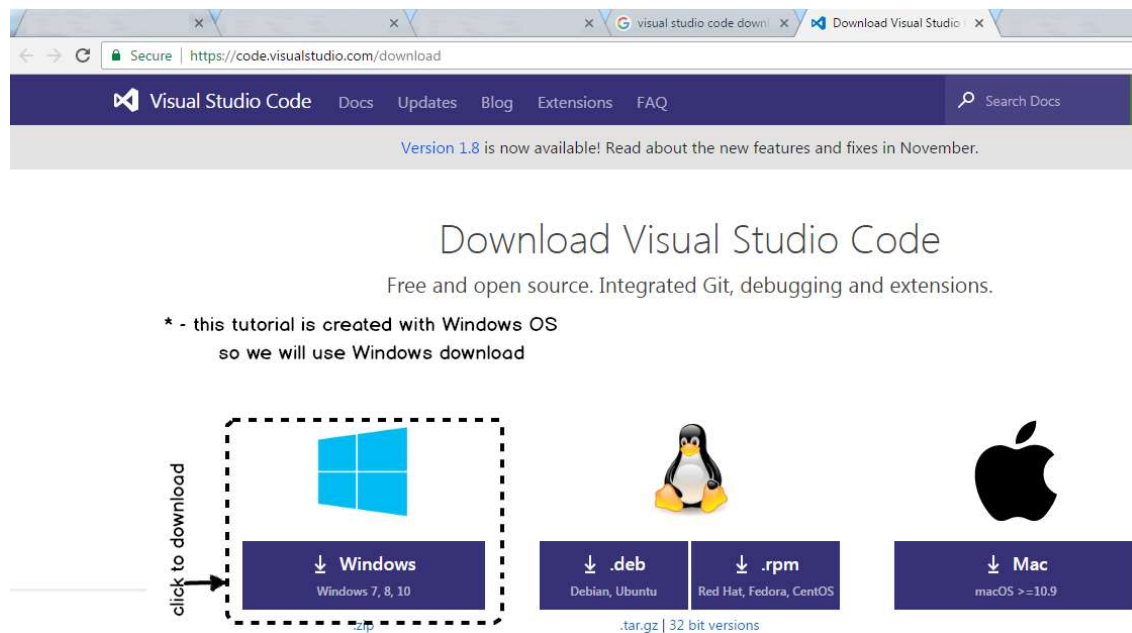 visual studio code down
Download Visual Studio
Secure | https://code.visualstudio.com/download
Visual Studio Code Docs Updates Blog Extensions FAQ Search Docs
Version 1.8 is now available! Read about the new features and fixes in November.
Download Visual Studio Code
Free and open source. Integrated Git, debugging and extensions.
* - this tutorial is created with Windows OS
so we will use Windows download
click to download
Windows
Windows 7, 8, 10
.zip
.deb
Debian, Ubuntu
.rpm
Red Hat, Fedora, CentOS
.tar.gz | 32 bit versions
Mac
macOS >=10.9